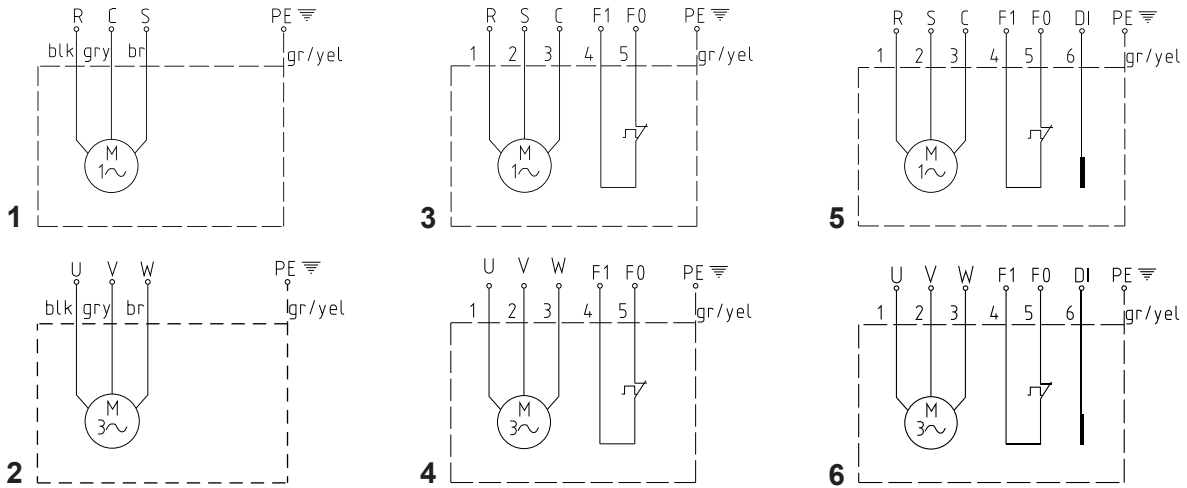 R C S PE
blk gry br gr/yel
M
1~
1
R S C F1 F0 PE
1 2 3 4 5 gr/yel
M
1~
3
R S C F1 F0 DI PE
1 2 3 4 5 6 gr/yel
M
1~
5
U V W PE
blk gry br gr/yel
M
3~
2
U V W F1 F0 PE
1 2 3 4 5 gr/yel
M
3~
4
U V W F1 F0 DI PE
1 2 3 4 5 6 gr/yel
M
3~
6